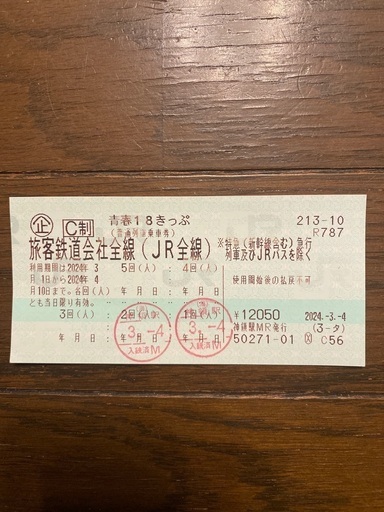 企 C制 青春18きっぷ 213-10
(普通列車乗車券) R787
旅客鉄道会社全線(JR全線) ※特急(新幹線含む)急行
列車及びJRバスを除く
利用期間は2024年 3 5回(人) : 4回(人)
月 1日から2024年 4 使用開始後の払戻不可
月10日まで。各回(人) 年 月 日 年 月 日
とも当日限り有効。
3回(人) : 2回(人) : 1回(人) ¥12050 2024.-3.-4
3.-4 3.-4 神領駅MR発行 (3-タ)
年 月 日 年 月 日 年 月 日 50271-01 C56
入鋏済M 入鋏済M